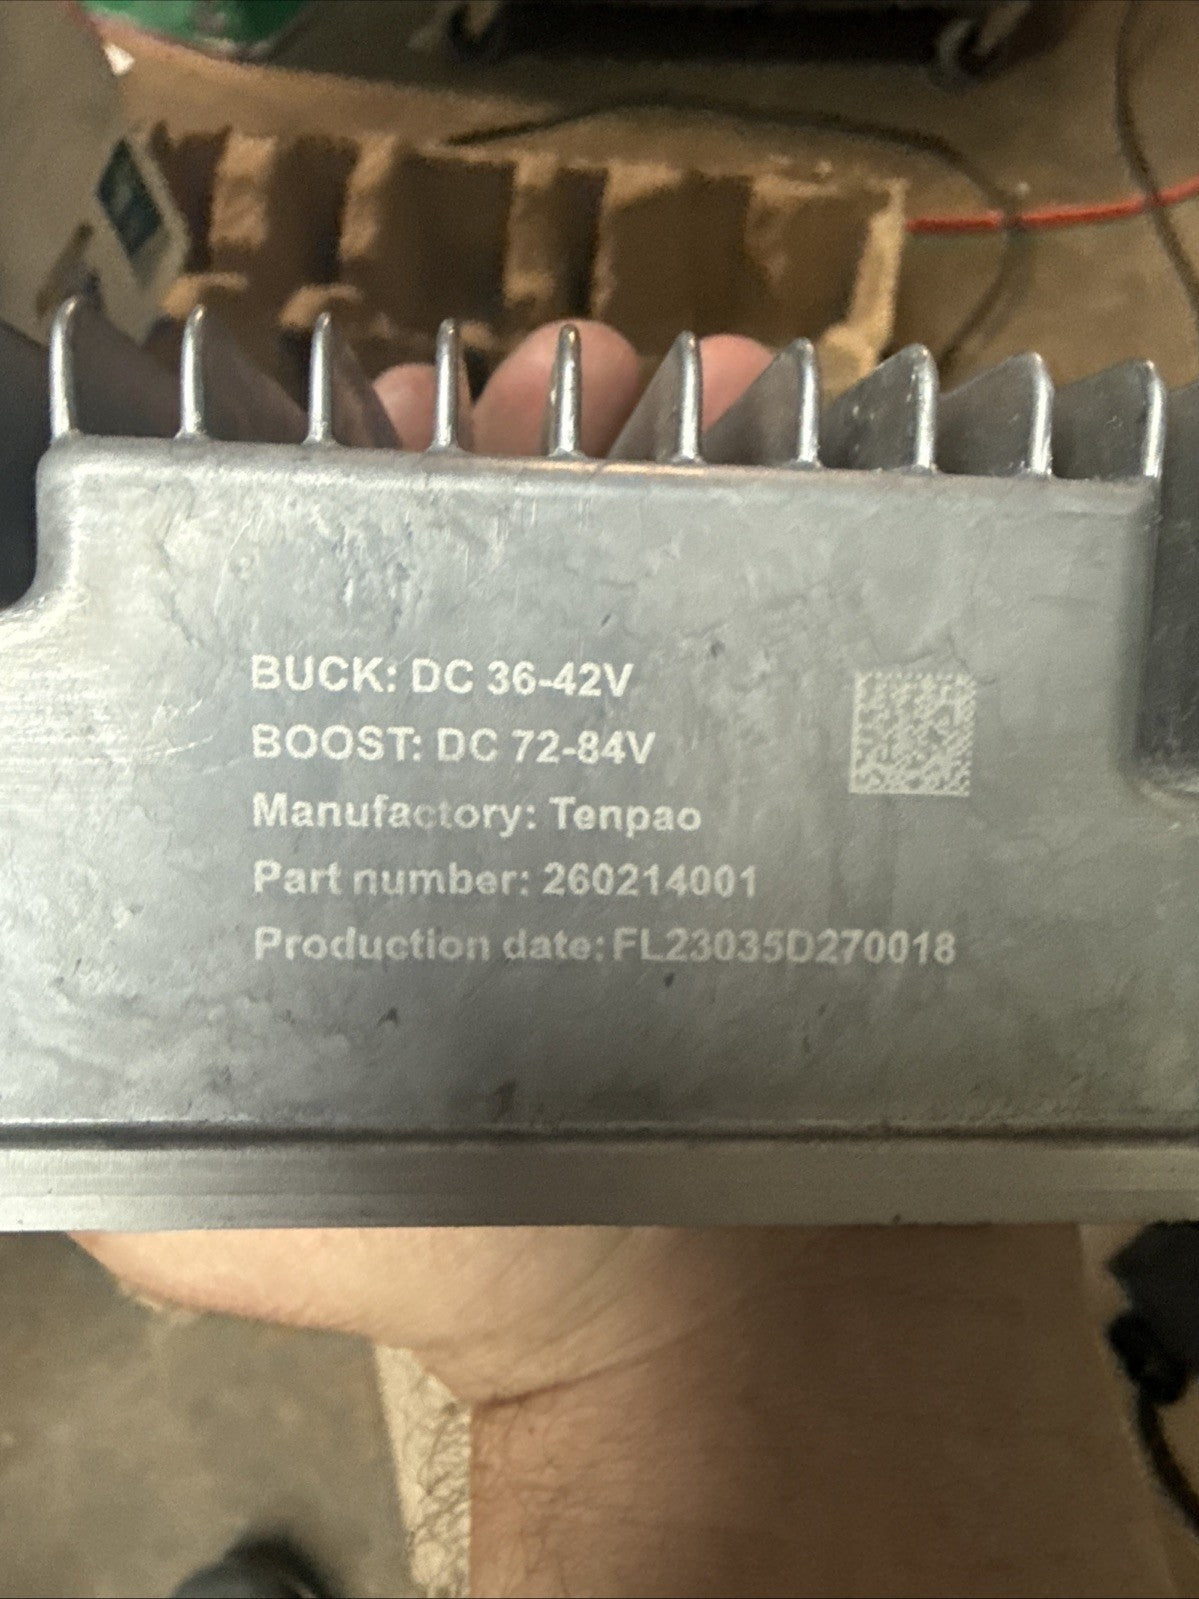 BUCK: DC 36-42V
BOOST: DC 72-84V
Manufactory: Tenpao
Part number: 260214001
Production date: FL23035D270018